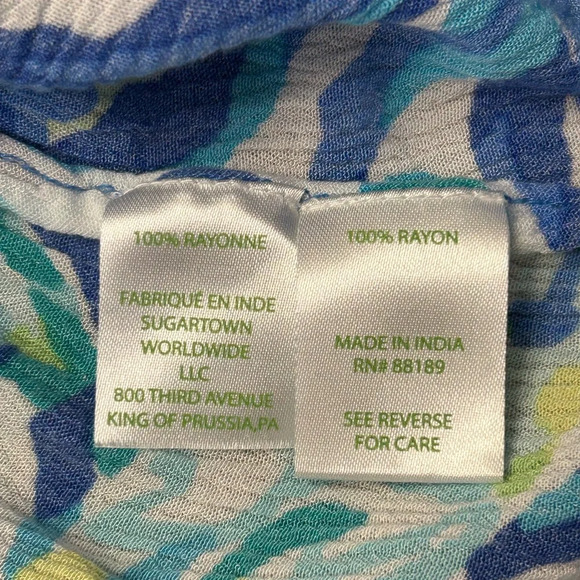 100% RAYONNE
FABRIQUÉ EN INDE
SUGARTOWN
WORLDWIDE
LLC
800 THIRD AVENUE
KING OF PRUSSIA,PA
100% RAYON
MADE IN INDIA
RN# 88189
SEE REVERSE
FOR CARE